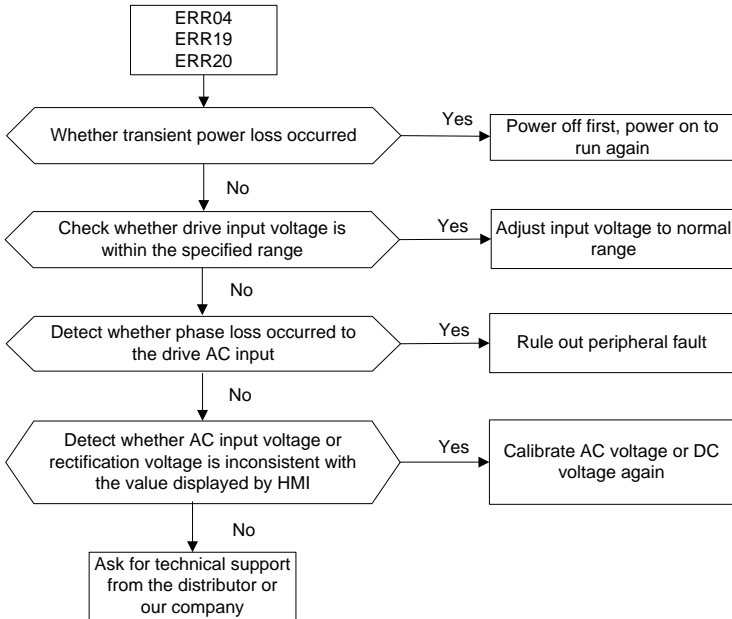 ERR04
ERR19
ERR20
Whether transient power loss occurred
Yes
Power off first, power on to
run again
No
Check whether drive input voltage is
within the specified range
Yes
Adjust input voltage to normal
range
No
Detect whether phase loss occurred to
the drive AC input
Yes
Rule out peripheral fault
No
Detect whether AC input voltage or
rectification voltage is inconsistent with
the value displayed by HMI
Yes
Calibrate AC voltage or DC
voltage again
No
Ask for technical support
from the distributor or
our company